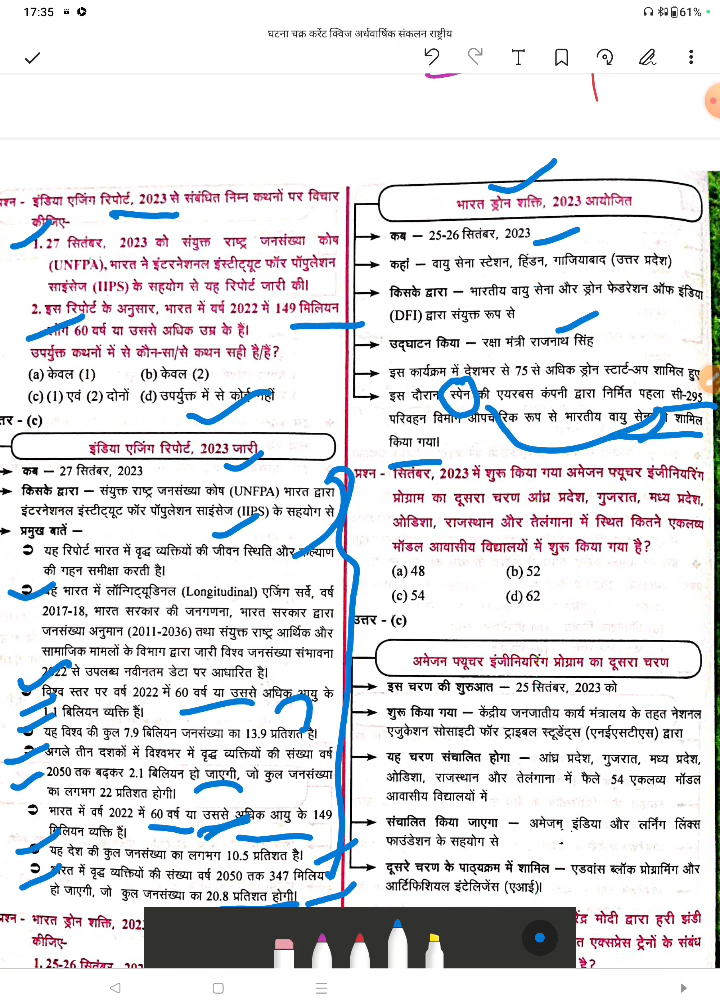 17:35
61%
घटना चक्र करेंट क्विज अर्धवार्षिक संकलन राष्ट्रीय
इंडिया एजिंग रिपोर्ट, 2023 से संबंधित निम्न कथनों पर विचार
कीजिए-
1. 27 सितंबर, 2023 को संयुक्त राष्ट्र जनसंख्या कोष
(UNFPA), भारत ने इंटरनेशनल इंस्टीट्यूट फॉर पॉपुलेशन
साइंसेज (IIPS) के सहयोग से यह रिपोर्ट जारी की।
2. इस रिपोर्ट के अनुसार, भारत में वर्ष 2022 में 149 मिलियन
60 वर्ष या उससे अधिक उम्र के हैं।
उपर्युक्त कथनों में से कौन-सा/से कथन सही है/हैं?
(a) केवल (1) (b) केवल (2)
(c) (1) एवं (2) दोनों (d) उपर्युक्त में से कोई नहीं
तर - (c)
इंडिया एजिंग रिपोर्ट, 2023 जारी
कब – 27 सितंबर, 2023
किसके द्वारा – संयुक्त राष्ट्र जनसंख्या कोष (UNFPA) भारत द्वारा
इंटरनेशनल इंस्टीट्यूट फॉर पॉपुलेशन साइंसेज (IIPS) के सहयोग से
प्रमुख बातें –
यह रिपोर्ट भारत में वृद्ध व्यक्तियों की जीवन स्थिति और कल्याण
की गहन समीक्षा करती है।
यह भारत में लॉन्गिट्यूडिनल (Longitudinal) एजिंग सर्वे, वर्ष
2017-18, भारत सरकार की जनगणना, भारत सरकार द्वारा
जनसंख्या अनुमान (2011-2036) तथा संयुक्त राष्ट्र आर्थिक और
सामाजिक मामलों के विभाग द्वारा जारी विश्व जनसंख्या संभावना
2022 से उपलब्ध नवीनतम डेटा पर आधारित है।
विश्व स्तर पर वर्ष 2022 में 60 वर्ष या उससे अधिक आयु के
1.1 बिलियन व्यक्ति हैं।
यह विश्व की कुल 7.9 बिलियन जनसंख्या का 13.9 प्रतिशत है।
अगले तीन दशकों में विश्वभर में वृद्ध व्यक्तियों की संख्या वर्ष
2050 तक बढ़कर 2.1 बिलियन हो जाएगी, जो कुल जनसंख्या
का लगभग 22 प्रतिशत होगी।
भारत में वर्ष 2022 में 60 वर्ष या उससे अधिक आयु के 149
मिलियन व्यक्ति हैं।
यह देश की कुल जनसंख्या का लगभग 10.5 प्रतिशत है।
भारत में वृद्ध व्यक्तियों की संख्या वर्ष 2050 तक 347 मिलिय
हो जाएगी, जो कुल जनसंख्या का 20.8 प्रतिशत होगी।
भारत ड्रोन शक्ति, 202
कीजिए-
1. 25-26 सितंबर, 202
भारत ड्रोन शक्ति, 2023 आयोजित
कब – 25-26 सितंबर, 2023
कहां – वायु सेना स्टेशन, हिंडन, गाजियाबाद (उत्तर प्रदेश)
किसके द्वारा – भारतीय वायु सेना और ड्रोन फेडरेशन ऑफ इंडिया
(DFI) द्वारा संयुक्त रूप से
उद्घाटन किया – रक्षा मंत्री राजनाथ सिंह
इस कार्यक्रम में देशभर से 75 से अधिक ड्रोन स्टार्ट-अप शामिल हुए
इस दौरान स्पेन की एयरबस कंपनी द्वारा निर्मित पहला सी-295
परिवहन विमान औपचारिक रूप से भारतीय वायु सेना शामिल
किया गया।
प्रश्न - सितंबर, 2023 में शुरू किया गया अमेजन फ्यूचर इंजीनियरिंग
प्रोग्राम का दूसरा चरण आंध्र प्रदेश, गुजरात, मध्य प्रदेश,
ओडिशा, राजस्थान और तेलंगाना में स्थित कितने एकलव्य
मॉडल आवासीय विद्यालयों में शुरू किया गया है?
(a) 48 (b) 52
(c) 54 (d) 62
उत्तर - (c)
अमेजन फ्यूचर इंजीनियरिंग प्रोग्राम का दूसरा चरण
इस चरण की शुरुआत – 25 सितंबर, 2023 को
शुरू किया गया – केंद्रीय जनजातीय कार्य मंत्रालय के तहत नेशनल
एजुकेशन सोसाइटी फॉर ट्राइबल स्टूडेंट्स (एनईएसटीएस) द्वारा
यह चरण संचालित होगा – आंध्र प्रदेश, गुजरात, मध्य प्रदेश,
ओडिशा, राजस्थान और तेलंगाना में फैले 54 एकलव्य मॉडल
आवासीय विद्यालयों में
संचालित किया जाएगा – अमेजन इंडिया और लर्निंग लिंक्स
फाउंडेशन के सहयोग से
दूसरे चरण के पाठ्यक्रम में शामिल – एडवांस ब्लॉक प्रोग्रामिंग और
आर्टिफिशियल इंटेलिजेंस (एआई)।
मोदी द्वारा हरी झंडी
एक्सप्रेस ट्रेनों के संबंध
है?